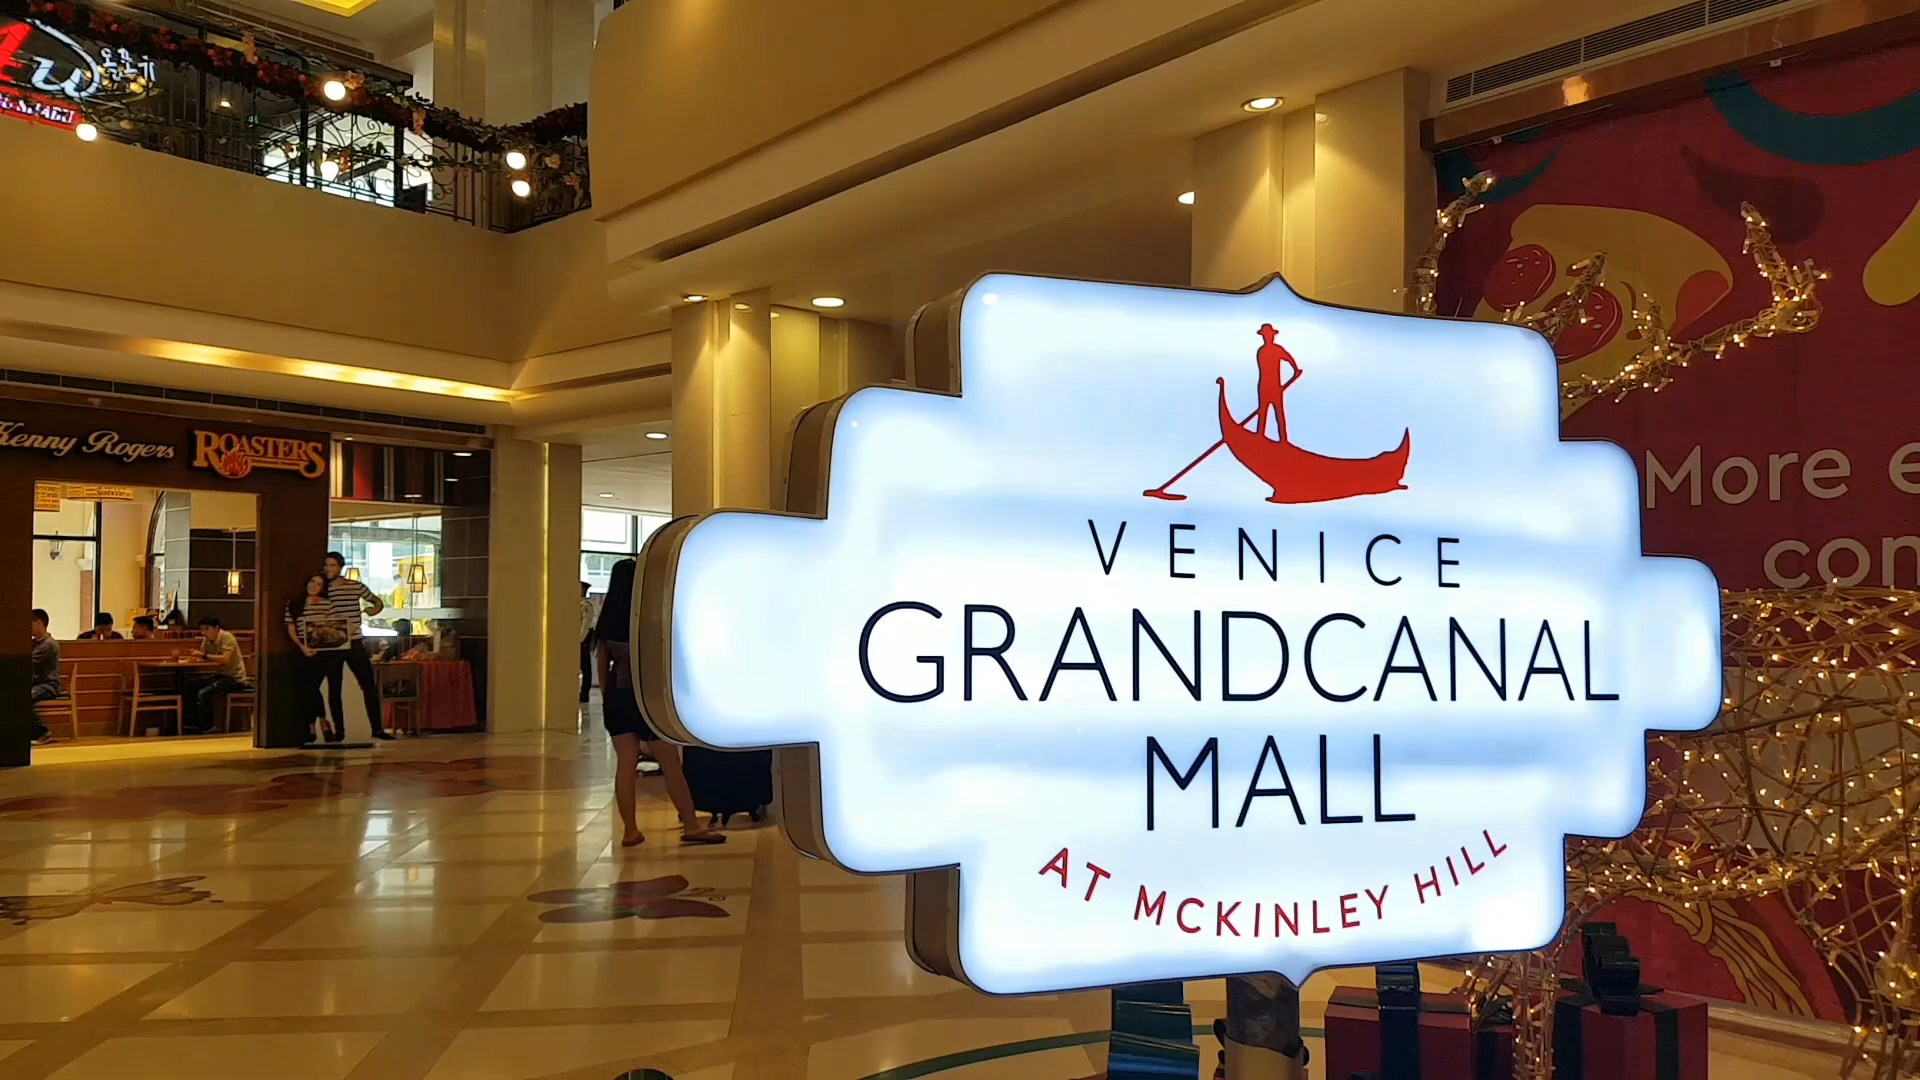 Kenny Rogers
ROASTERS
VENICE
GRANDCANAL
MALL
AT MCKINLEY HILL
More
con